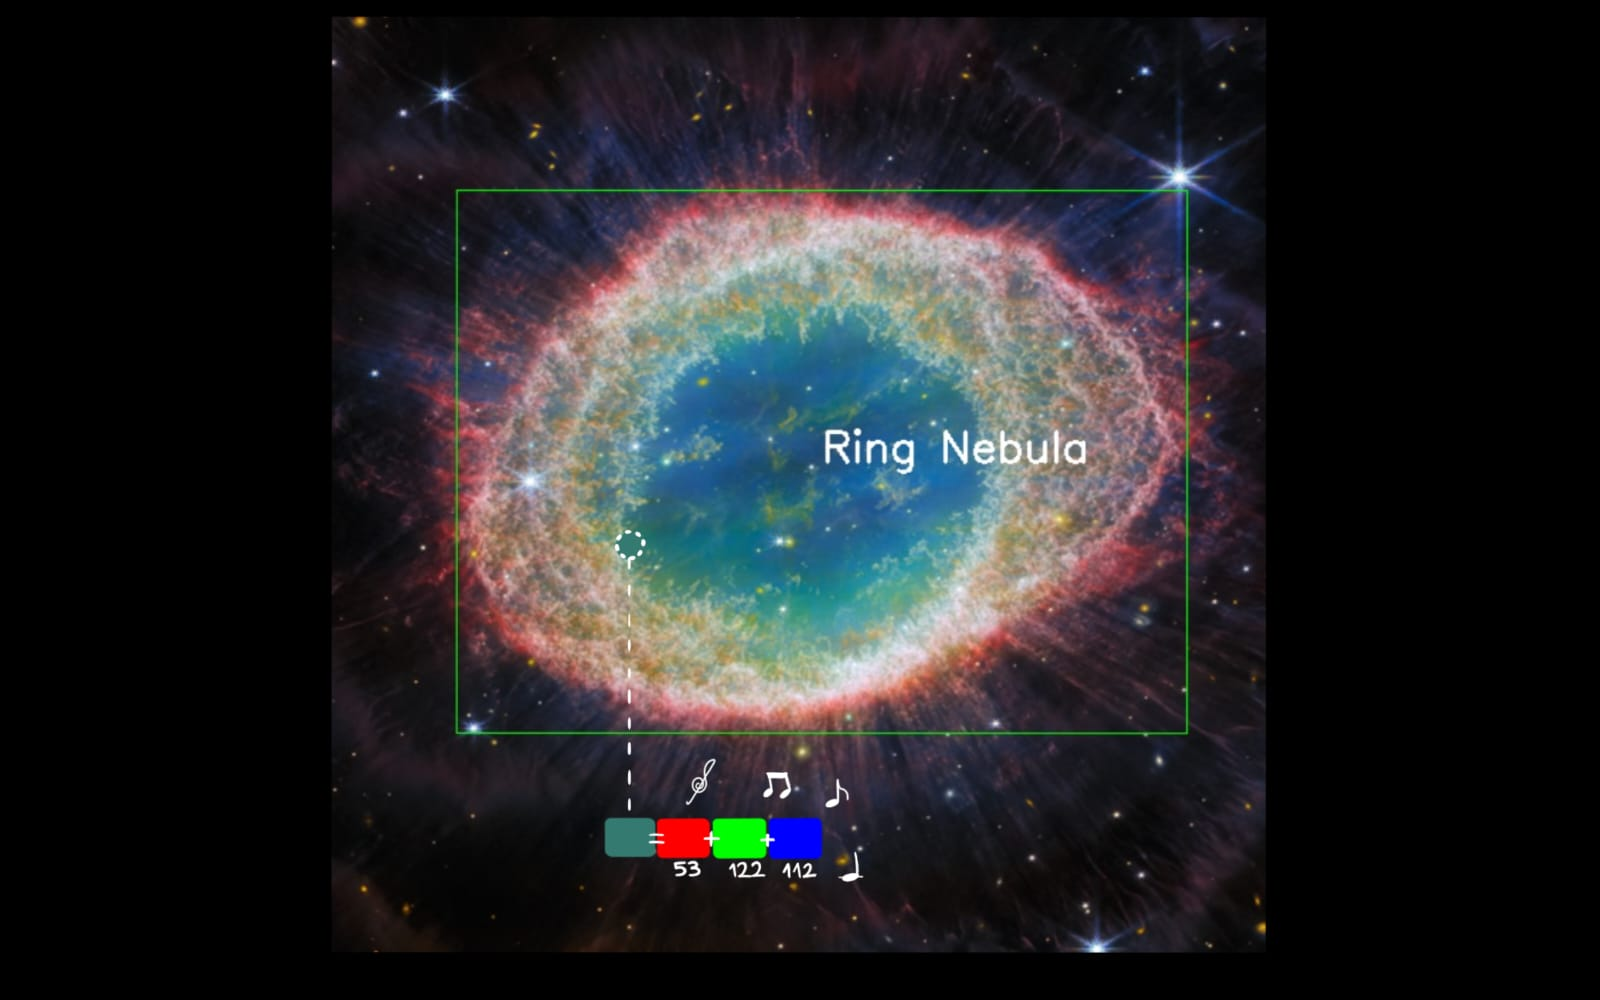 Ring Nebula
= + +
53 122 112